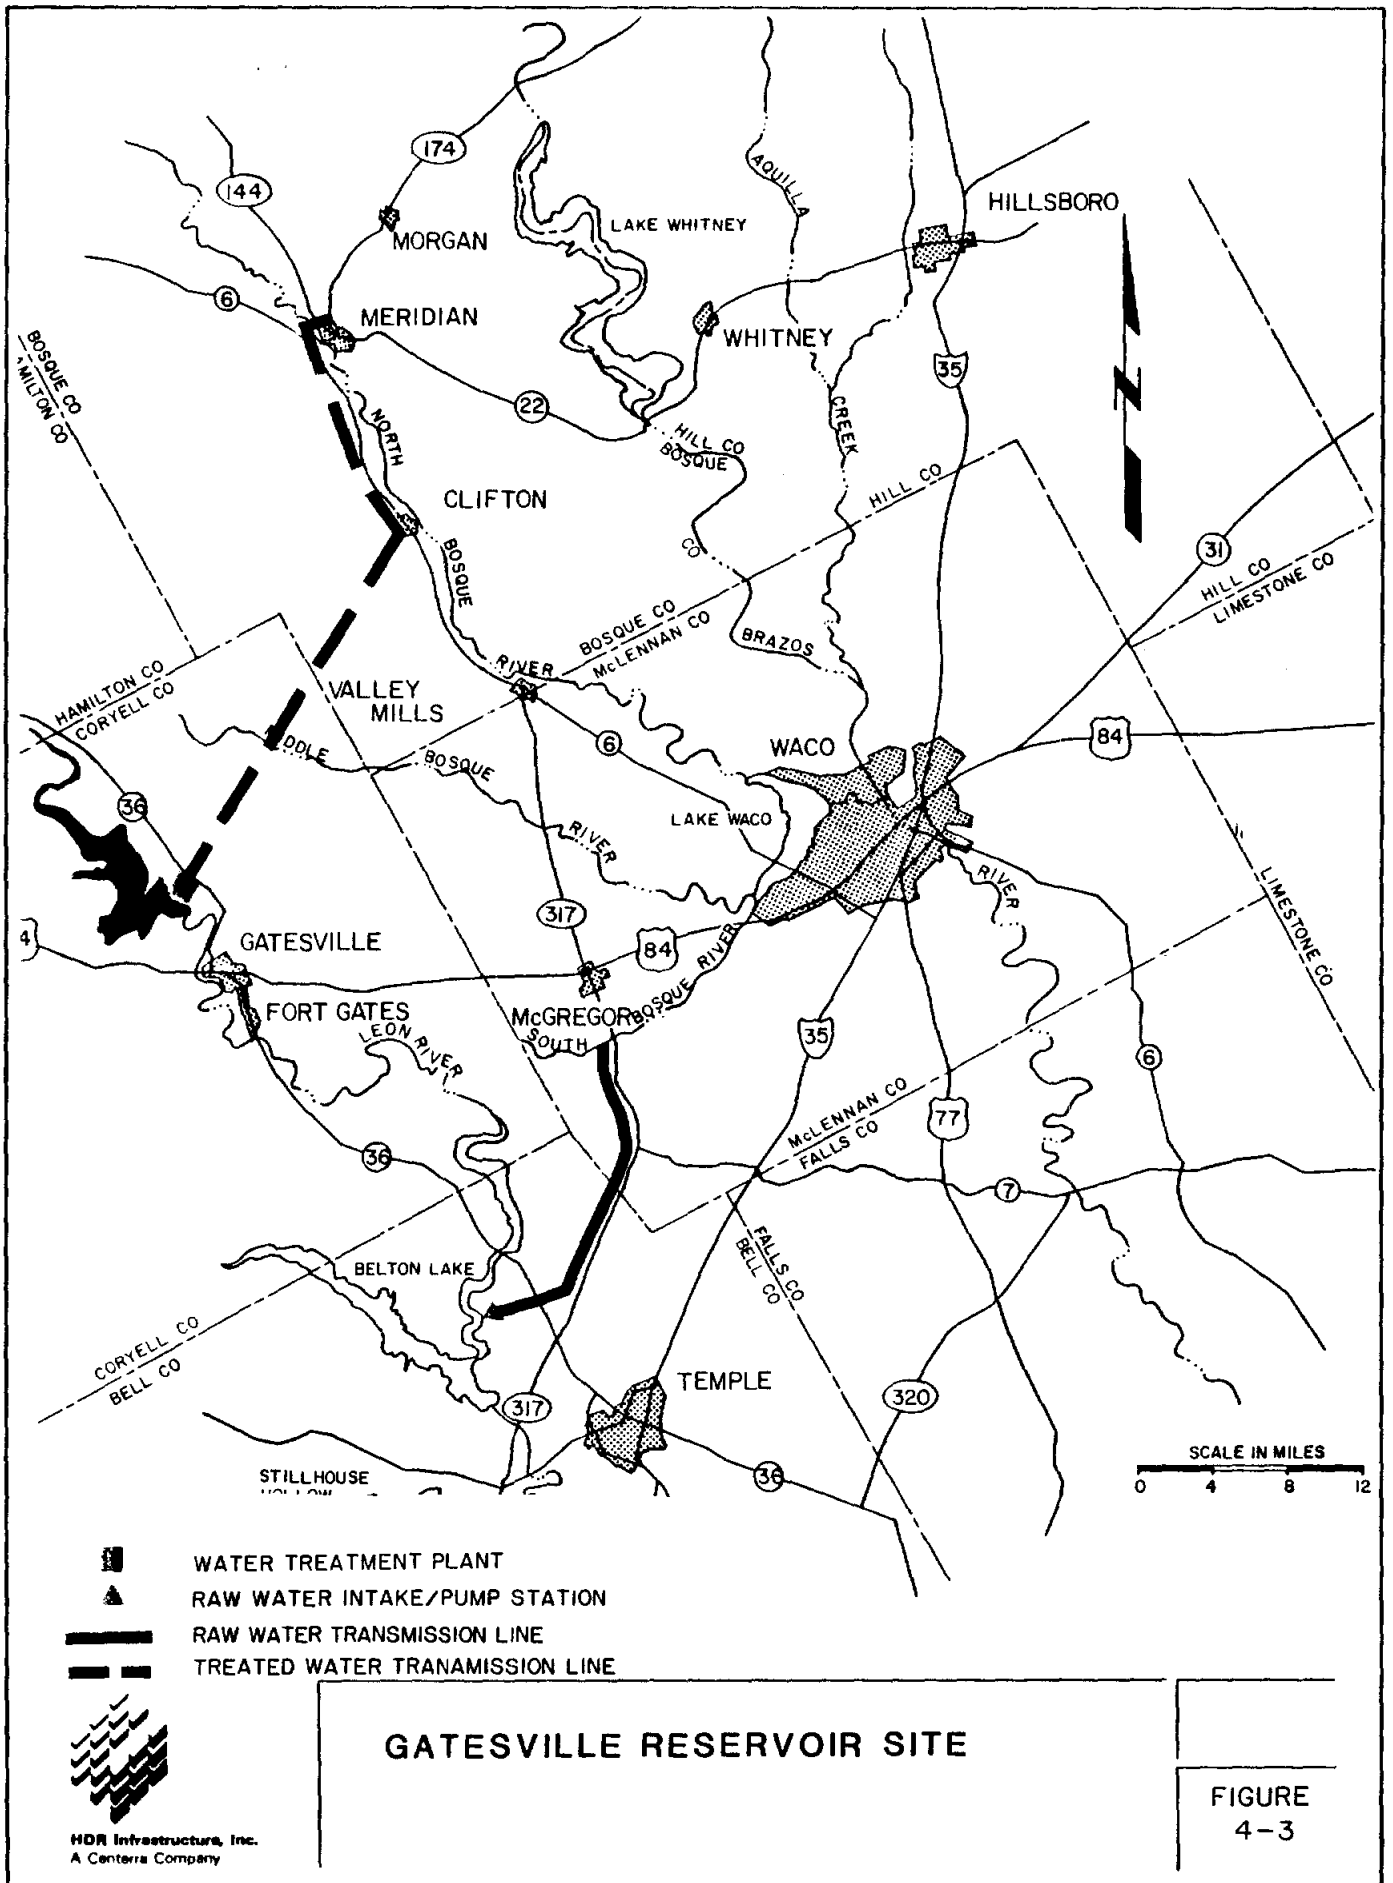 174
144
MORGAN
LAKE WHITNEY
AQUILLA
HILLSBORO
6
MERIDIAN
WHITNEY
35
BOSQUE CO
MILTON CO
22
NORTH
HILL CO
BOSQUE
CREEK
N
HILL CO
CLIFTON
CO
BOSQUE
31
HILL CO
LIMESTONE CO
BOSQUE CO
McLENNAN CO
BRAZOS
RIVER
HAMILTON CO
CORYELL CO
VALLEY
MILLS
DDLE
BOSQUE
6
WACO
84
36
LAKE WACO
RIVER
RIVER
LIMESTONE CO
317
84
4
GATESVILLE
BOSQUE RIVER
FORT GATES
McGREGOR
SOUTH
LEON RIVER
35
6
77
McLENNAN CO
FALLS CO
36
7
FALLS CO
BELL CO
BELTON LAKE
CORYELL CO
BELL CO
TEMPLE
317
320
36
STILLHOUSE
SCALE IN MILES
0 4 8 12
WATER TREATMENT PLANT
RAW WATER INTAKE/PUMP STATION
RAW WATER TRANSMISSION LINE
TREATED WATER TRANAMISSION LINE
GATESVILLE RESERVOIR SITE
FIGURE
4-3
HDR Infrastructure, Inc.
A Centerra Company